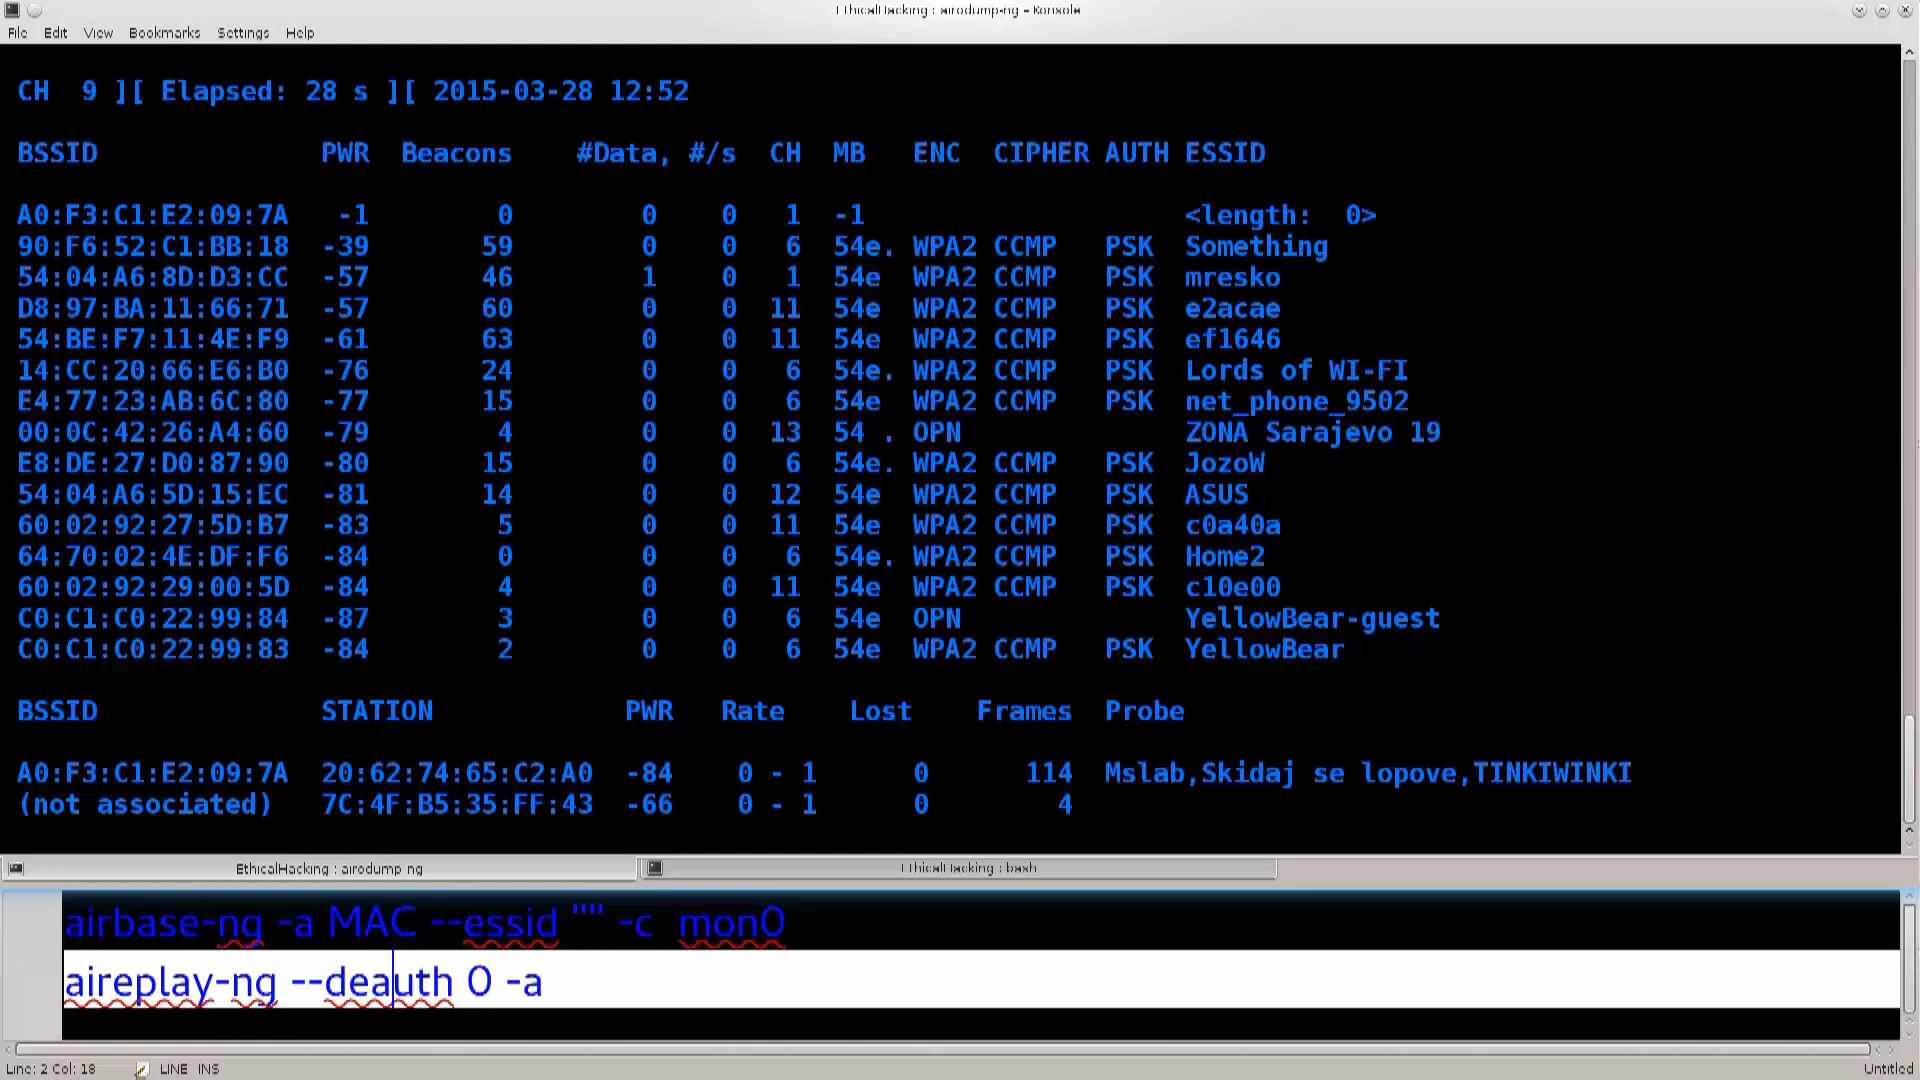 EthicalHacking : airodump-ng – Konsole
File Edit View Bookmarks Settings Help
CH 9 ][ Elapsed: 28 s ][ 2015-03-28 12:52
BSSID PWR Beacons #Data, #/s CH MB ENC CIPHER AUTH ESSID
A0:F3:C1:E2:09:7A -1 0 0 0 1 -1 <length: 0>
90:F6:52:C1:BB:18 -39 59 0 0 6 54e. WPA2 CCMP PSK Something
54:04:A6:8D:D3:CC -57 46 1 0 1 54e WPA2 CCMP PSK mresko
D8:97:BA:11:66:71 -57 60 0 0 11 54e WPA2 CCMP PSK e2acae
54:BE:F7:11:4E:F9 -61 63 0 0 11 54e WPA2 CCMP PSK ef1646
14:CC:20:66:E6:B0 -76 24 0 0 6 54e. WPA2 CCMP PSK Lords of WI-FI
E4:77:23:AB:6C:80 -77 15 0 0 6 54e WPA2 CCMP PSK net_phone_9502
00:0C:42:26:A4:60 -79 4 0 0 13 54 . OPN ZONA Sarajevo 19
E8:DE:27:D0:87:90 -80 15 0 0 6 54e. WPA2 CCMP PSK JozoW
54:04:A6:5D:15:EC -81 14 0 0 12 54e WPA2 CCMP PSK ASUS
60:02:92:27:5D:B7 -83 5 0 0 11 54e WPA2 CCMP PSK c0a40a
64:70:02:4E:DF:F6 -84 0 0 0 6 54e. WPA2 CCMP PSK Home2
60:02:92:29:00:5D -84 4 0 0 11 54e WPA2 CCMP PSK c10e00
C0:C1:C0:22:99:84 -87 3 0 0 6 54e OPN YellowBear-guest
C0:C1:C0:22:99:83 -84 2 0 0 6 54e WPA2 CCMP PSK YellowBear
BSSID STATION PWR Rate Lost Frames Probe
A0:F3:C1:E2:09:7A 20:62:74:65:C2:A0 -84 0 - 1 0 114 Mslab,Skidaj se lopove,TINKIWINKI
(not associated) 7C:4F:B5:35:FF:43 -66 0 - 1 0 4
EthicalHacking : airodump-ng EthicalHacking : bash
airbase-ng -a MAC --essid "" -c mon0
aireplay-ng --deauth 0 -a
Line: 2 Col: 18 LINE INS Untitled